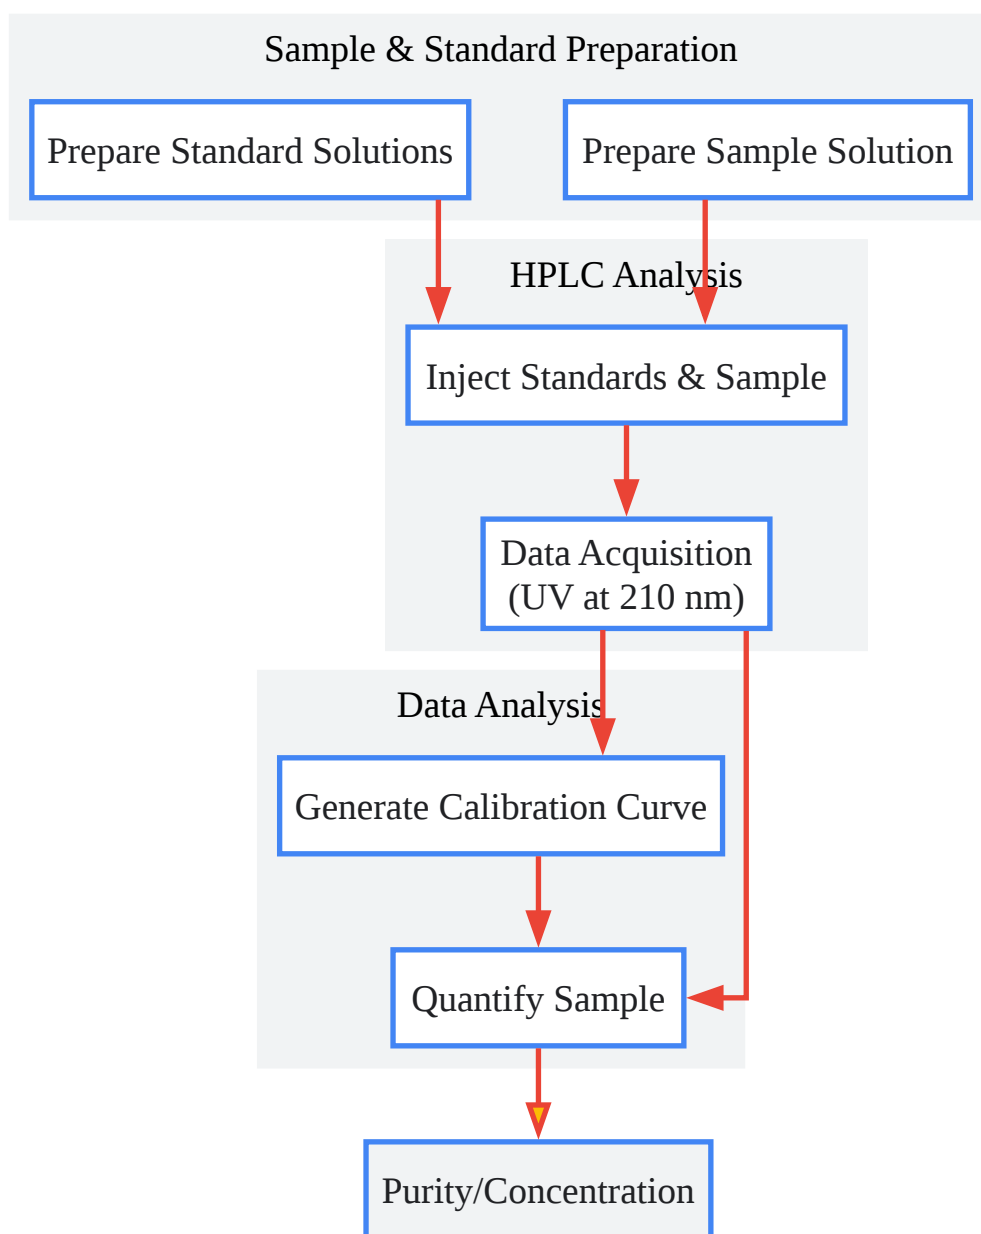 Sample & Standard Preparation
Prepare Standard Solutions
Prepare Sample Solution
HPLC Analysis
Inject Standards & Sample
Data Acquisition
(UV at 210 nm)
Data Analysis
Generate Calibration Curve
Quantify Sample
Purity/Concentration